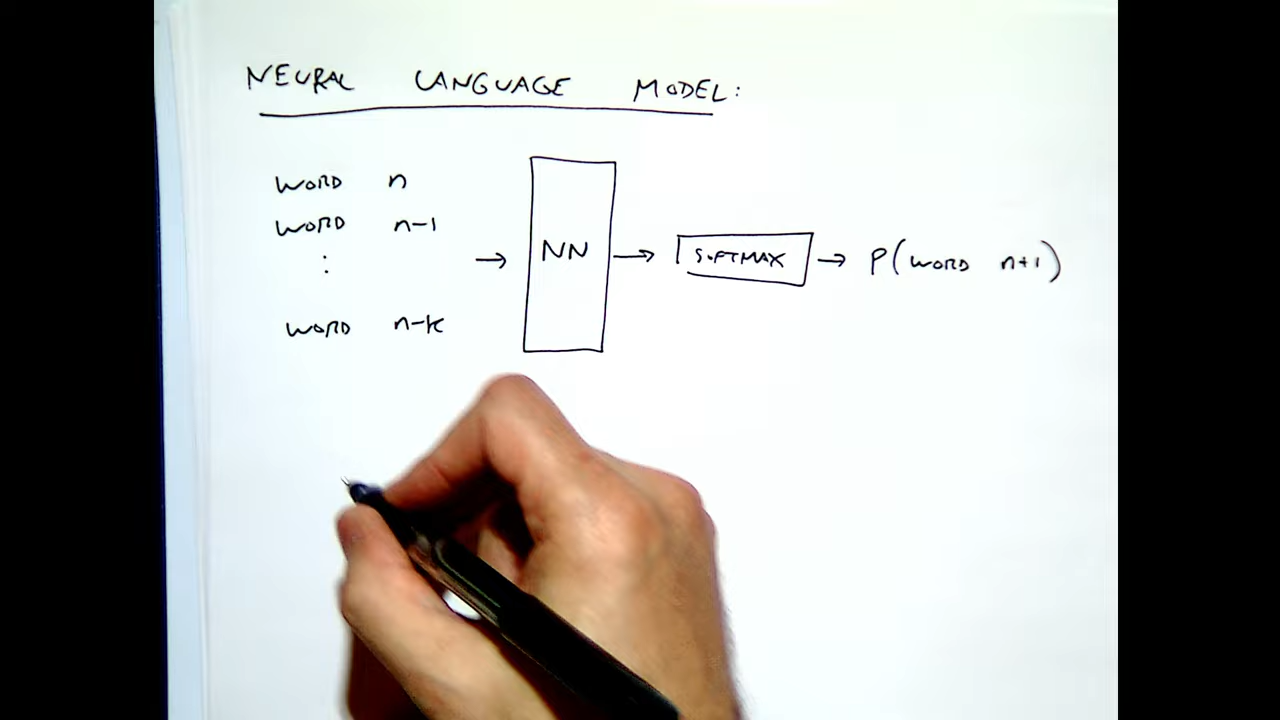 NEURAL LANGUAGE MODEL:
WORD n
WORD n-1
:
WORD n-k
NN
SOFTMAX
P(WORD n+1)